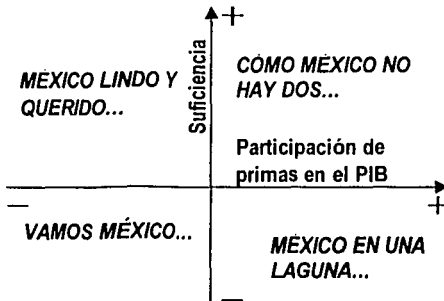 +
Suficiencia
MÉXICO LINDO Y
QUERIDO...
CÓMO MÉXICO NO
HAY DOS...
Participación de
primas en el PIB
—
+
VAMOS MÉXICO...
MÉXICO EN UNA
LAGUNA...
—